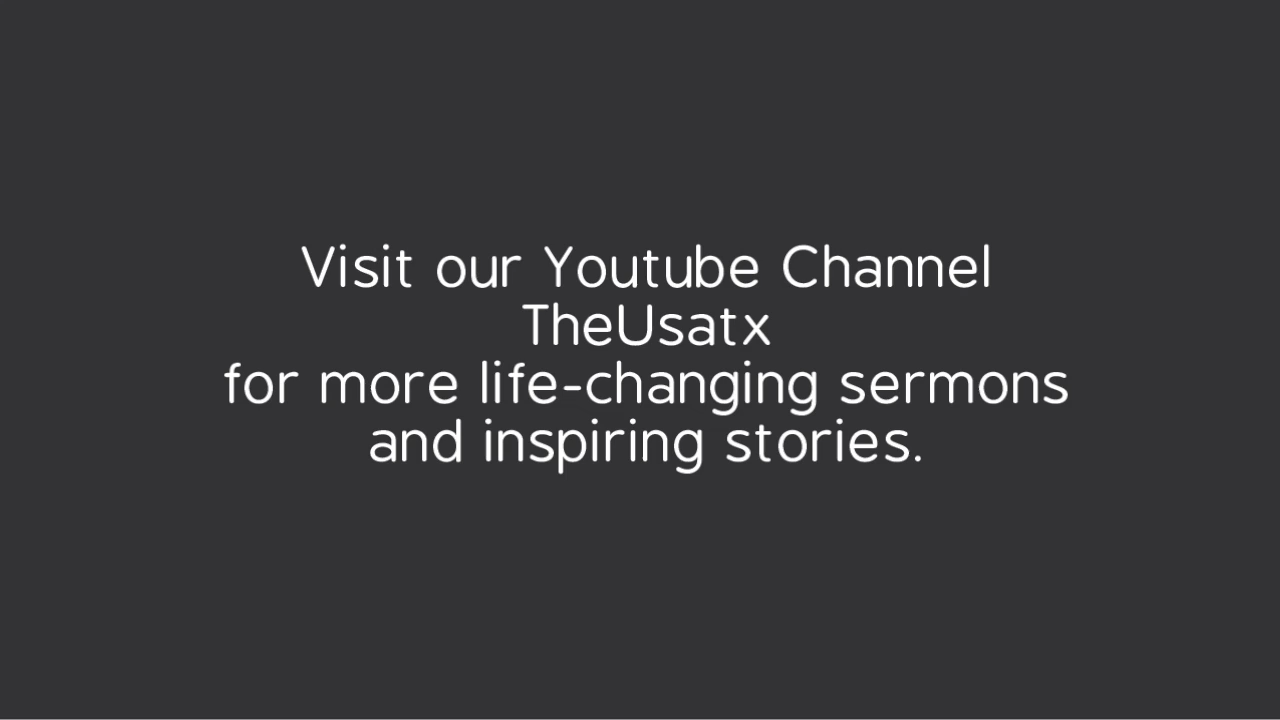 Visit our Youtube Channel
TheUsatx
for more life-changing sermons
and inspiring stories.